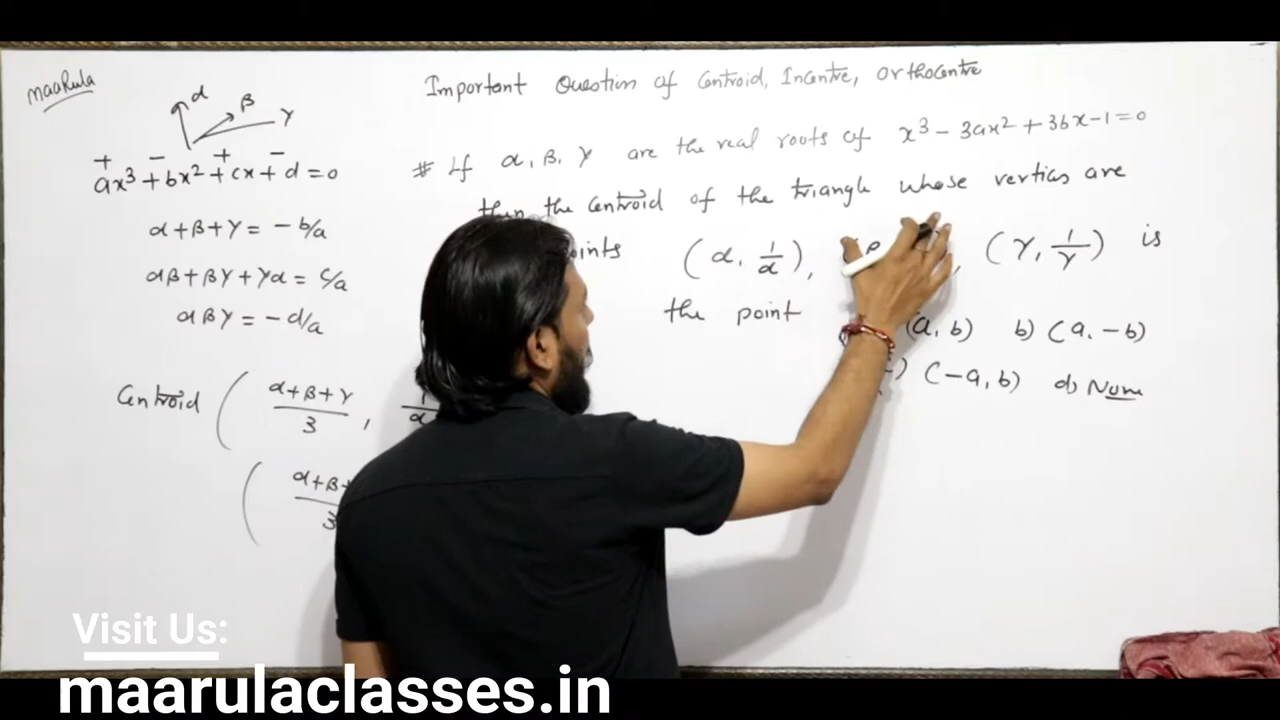 maaRula
Important Question of Centroid, Incentre, Orthocentre
# If α, β, γ are the real roots of x³ - 3ax² + 3bx - 1 = 0
then the Centroid of the triangle whose vertices are
(α, 1/α), (γ, 1/γ) is
the point
(a, b) b) (a, -b)
(-a, b) d) None
α
β
γ
+ - + -
ax³ + bx² + cx + d = 0
α + β + γ = -b/a
αβ + βγ + γα = c/a
αβγ = -d/a
Centroid ( α+β+γ / 3 ,
( α+β+
3
Visit Us:
maarulaclasses.in